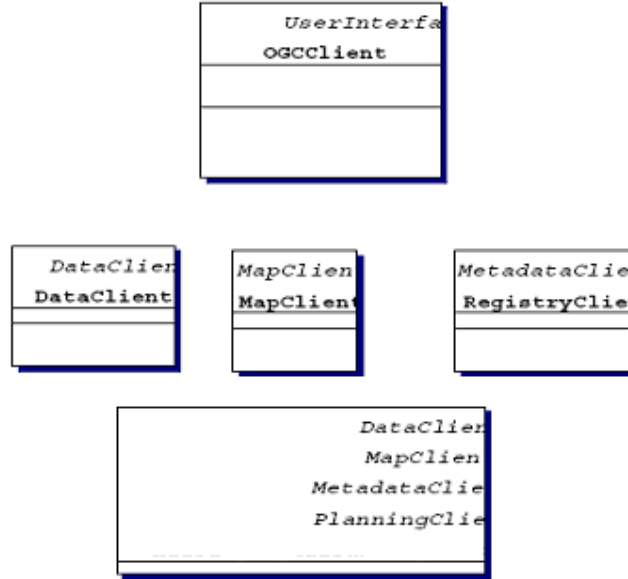 UserInterfa
OGCClient
DataClien
DataClient
MapClien
MapClient
MetadataClie
RegistryClie
DataClien
MapClien
MetadataClie
PlanningClie